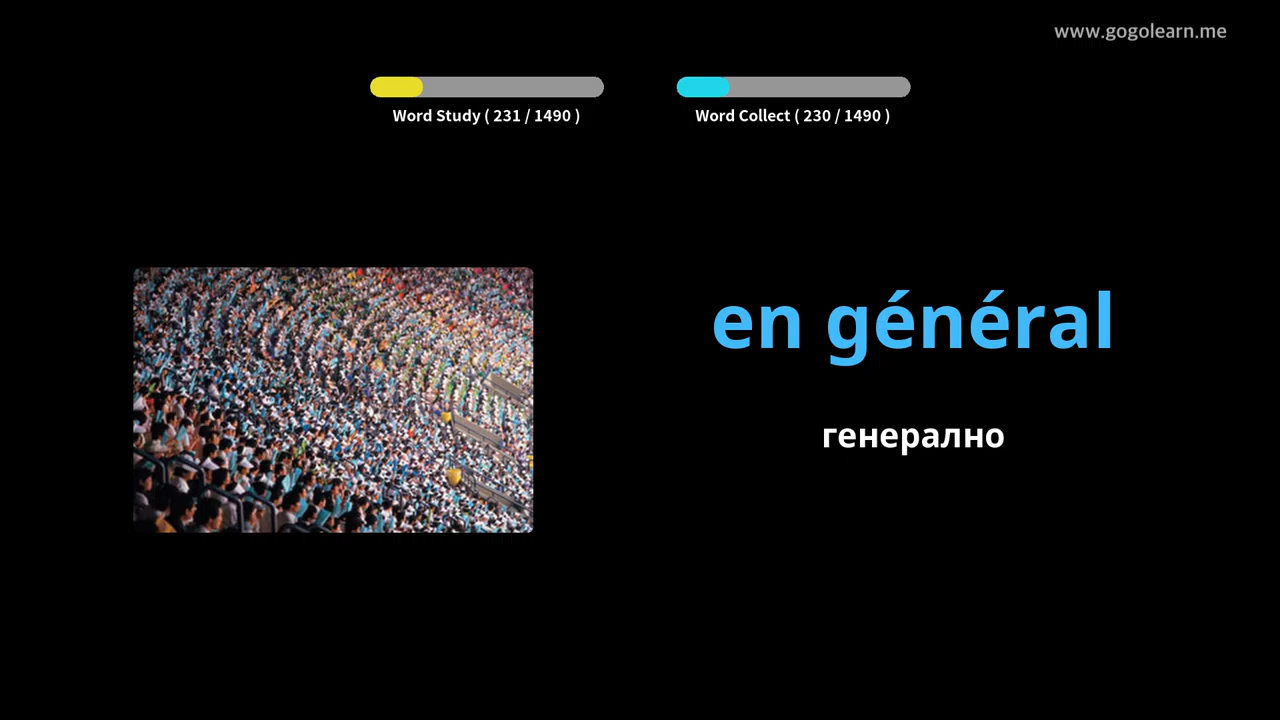 www.gogolearn.me
Word Study ( 231 / 1490 )
Word Collect ( 230 / 1490 )
en général
генерално